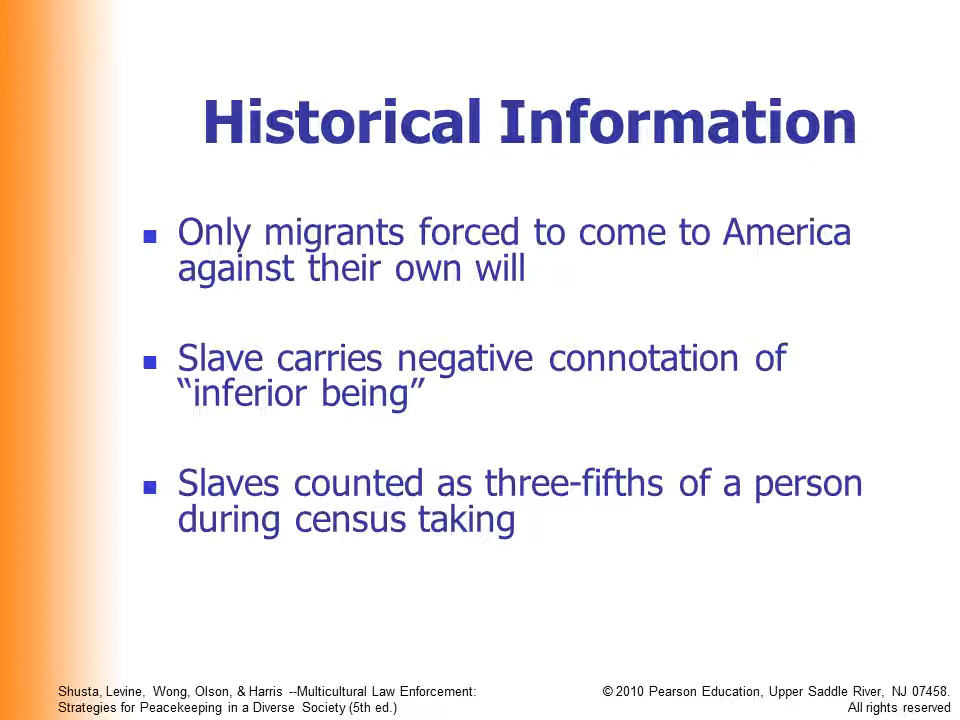 Historical Information
Only migrants forced to come to America
against their own will
Slave carries negative connotation of
“inferior being”
Slaves counted as three-fifths of a person
during census taking
Shusta, Levine, Wong, Olson, & Harris --Multicultural Law Enforcement:
Strategies for Peacekeeping in a Diverse Society (5th ed.)
© 2010 Pearson Education, Upper Saddle River, NJ 07458.
All rights reserved